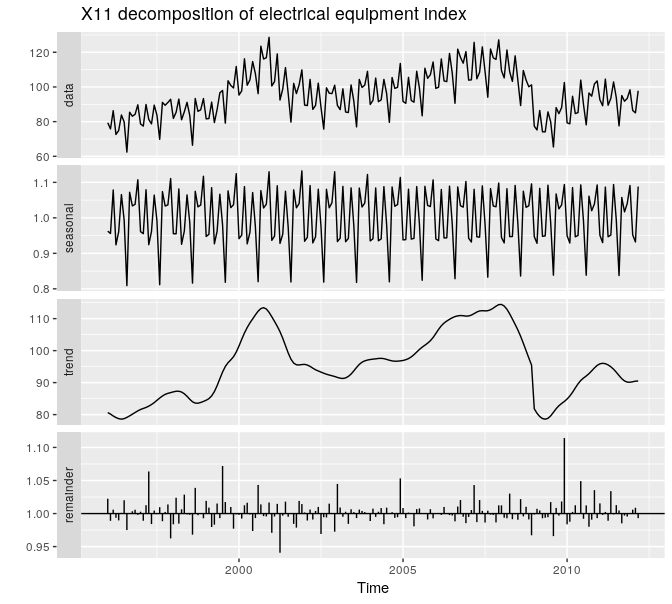 X11 decomposition of electrical equipment index
120
100
80
60
data
1.1
1.0
0.9
0.8
seasonal
110
100
90
80
trend
1.10
1.05
1.00
0.95
remainder
2000 2005 2010
Time